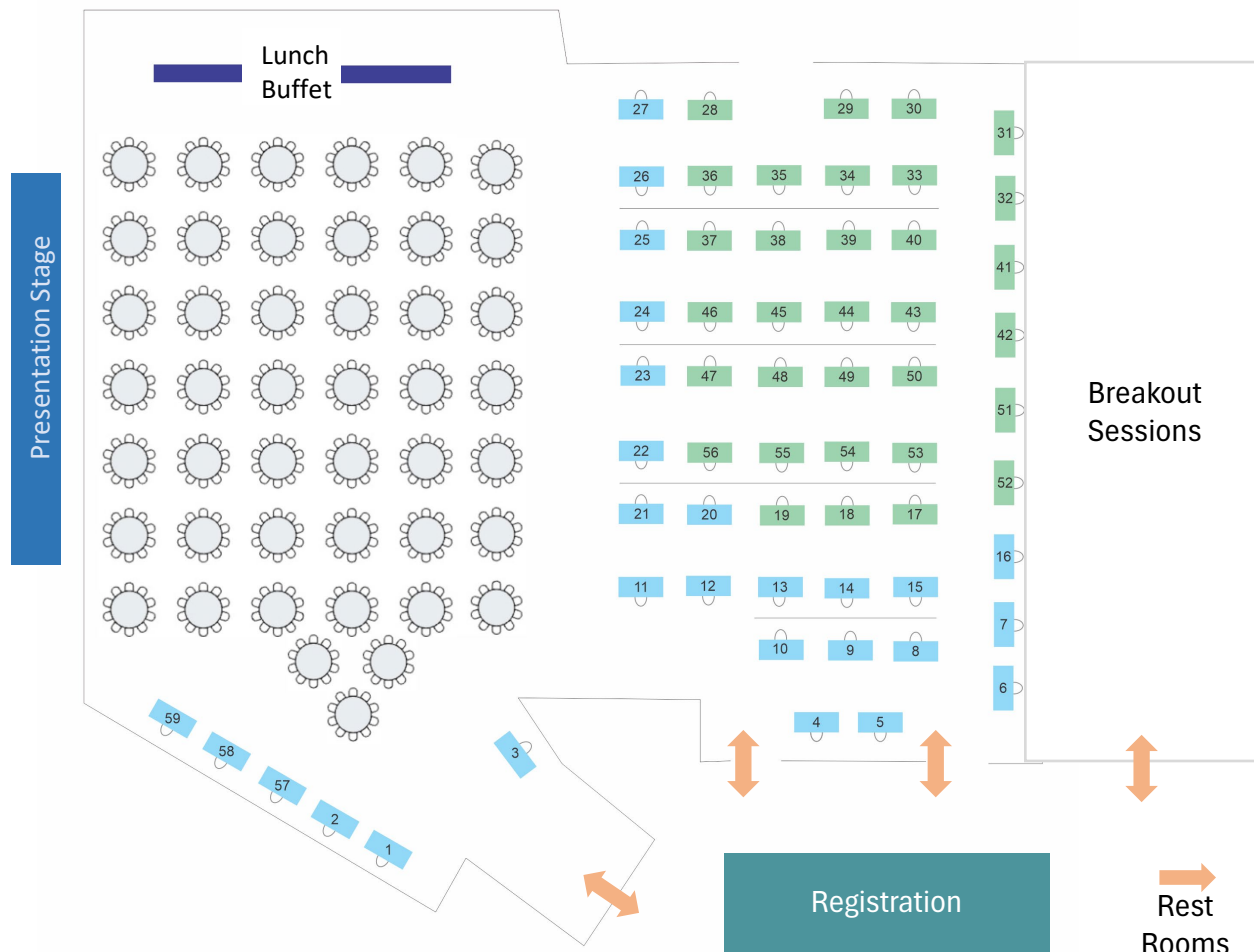 Lunch
Buffet
Presentation Stage
27 28 29 30
31
26 36 35 34 33
32
25 37 38 39 40
41
24 46 45 44 43
42
23 47 48 49 50
51
22 56 55 54 53
52
21 20 19 18 17
16
11 12 13 14 15
7
10 9 8
6
4 5
3
59
58
57
2
1
Breakout
Sessions
Registration
Rest
Rooms